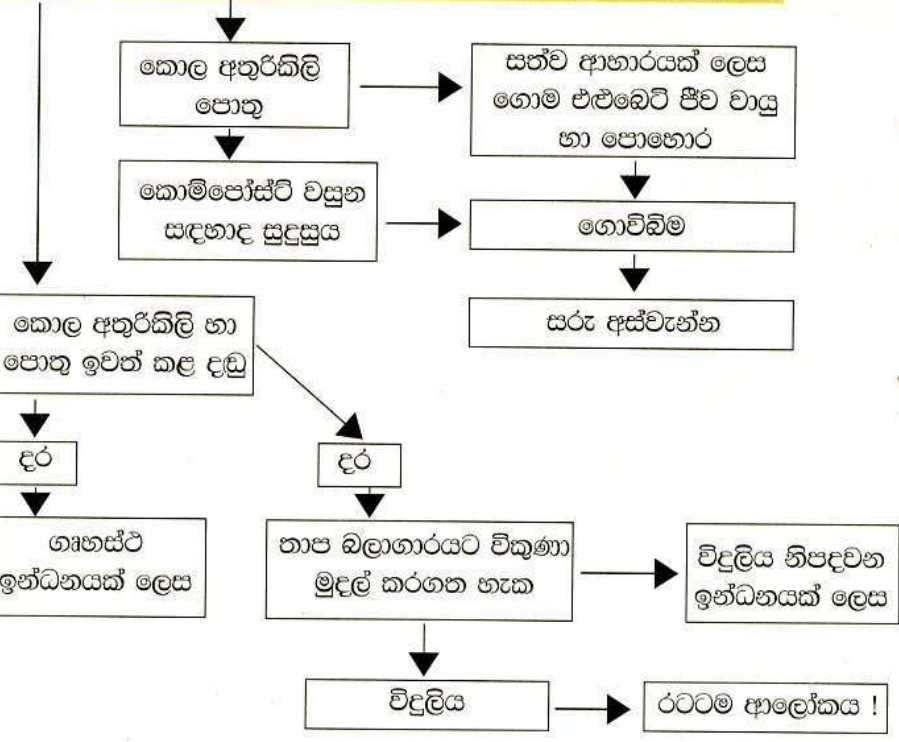 කොල අතුරිකිලි
පොතු
සත්ව ආහාරයක් ලෙස
ගොම එළුබෙටි ජීව වායු
හා පොහොර
කොම්පෝස්ට් වසුන
සඳහාද සුදුසුය
ගොවිබිම
සරු අස්වැන්න
කොල අතුරිකිලි හා
පොතු ඉවත් කළ දඬු
දර
දර
ගෘහස්ථ
ඉන්ධනයක් ලෙස
තාප බලාගාරයට විකුණා
මුදල් කරගත හැක
විදුලිය නිපදවන
ඉන්ධනයක් ලෙස
විදුලිය
රටටම ආලෝකය !